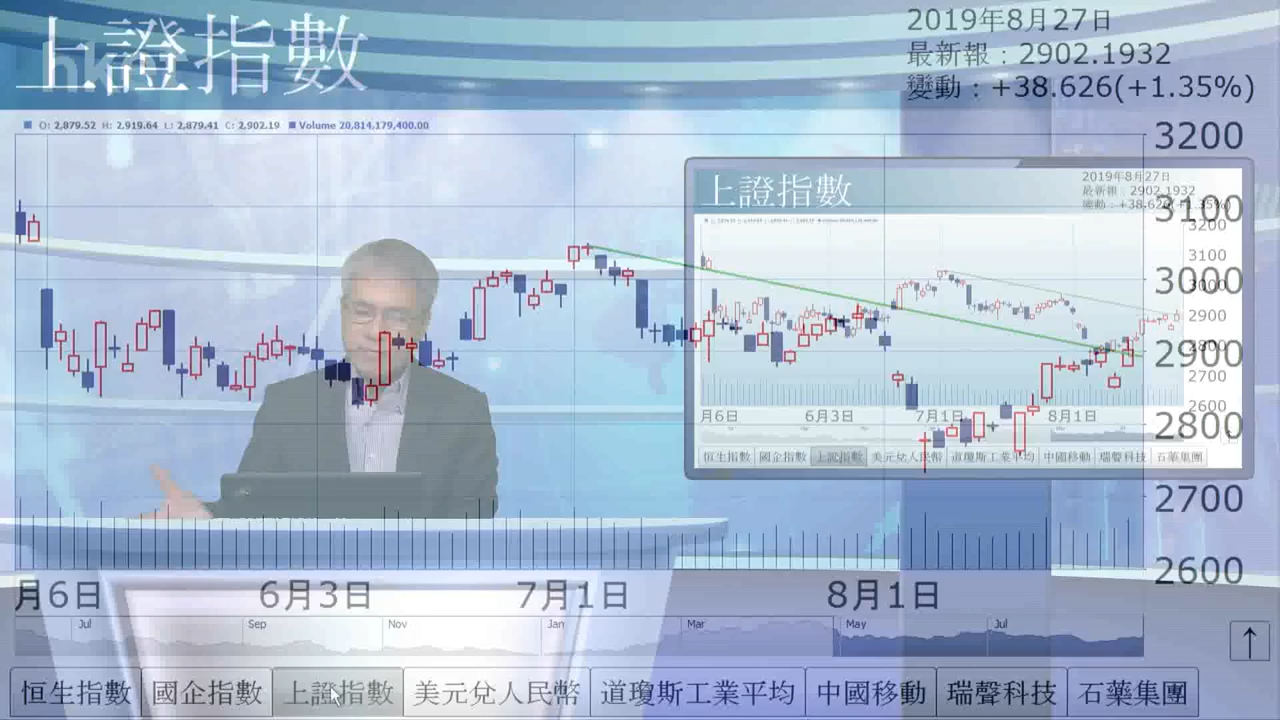 上證指數
2019年8月27日
最新報：2902.1932
變動：+38.626(+1.35%)
O: 2,879.52 H: 2,919.64 L: 2,879.41 C: 2,902.19 Volume 20,814,179,400.00
3200
3100
3000
2900
2800
2700
2600
上證指數
2019年8月27日
最新報：2902.1932
變動：+38.626(+1.35%)
3200
3100
3000
2900
2800
2700
2600
月6日 6月3日 7月1日 8月1日
恒生指數 國企指數 上證指數 美元兌人民幣 道瓊斯工業平均 中國移動 瑞聲科技 石藥集團
月6日 6月3日 7月1日 8月1日
Jul Sep Nov Jan Mar May Jul
恒生指數 國企指數 上證指數 美元兌人民幣 道瓊斯工業平均 中國移動 瑞聲科技 石藥集團